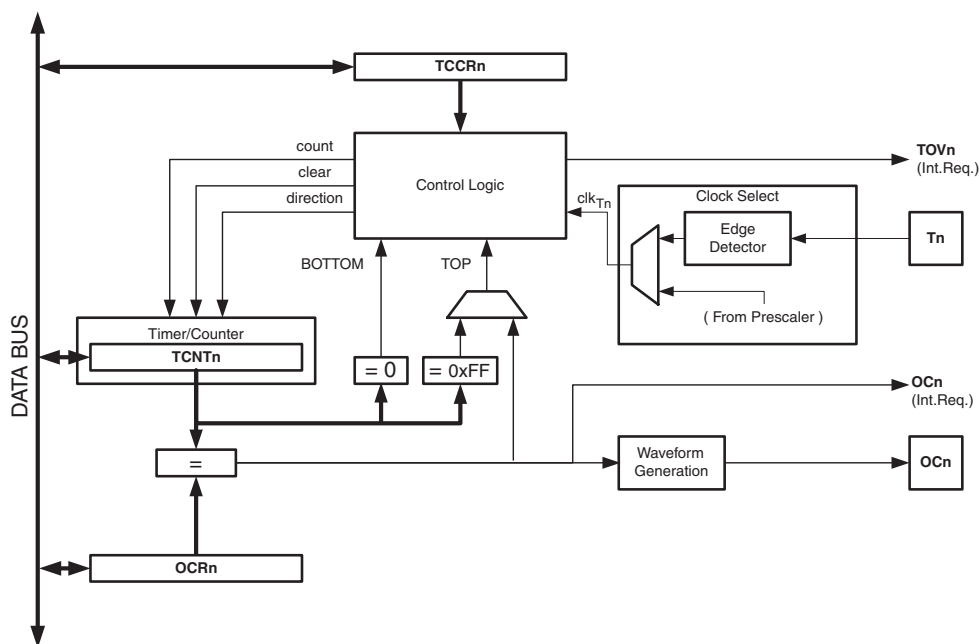 TCCRn
count
clear
direction
Control Logic
TOVn
(Int.Req.)
clkTn
Clock Select
Edge
Detector
Tn
( From Prescaler )
BOTTOM
TOP
Timer/Counter
TCNTn
= 0
= 0xFF
DATA BUS
OCn
(Int.Req.)
=
Waveform
Generation
OCn
OCRn